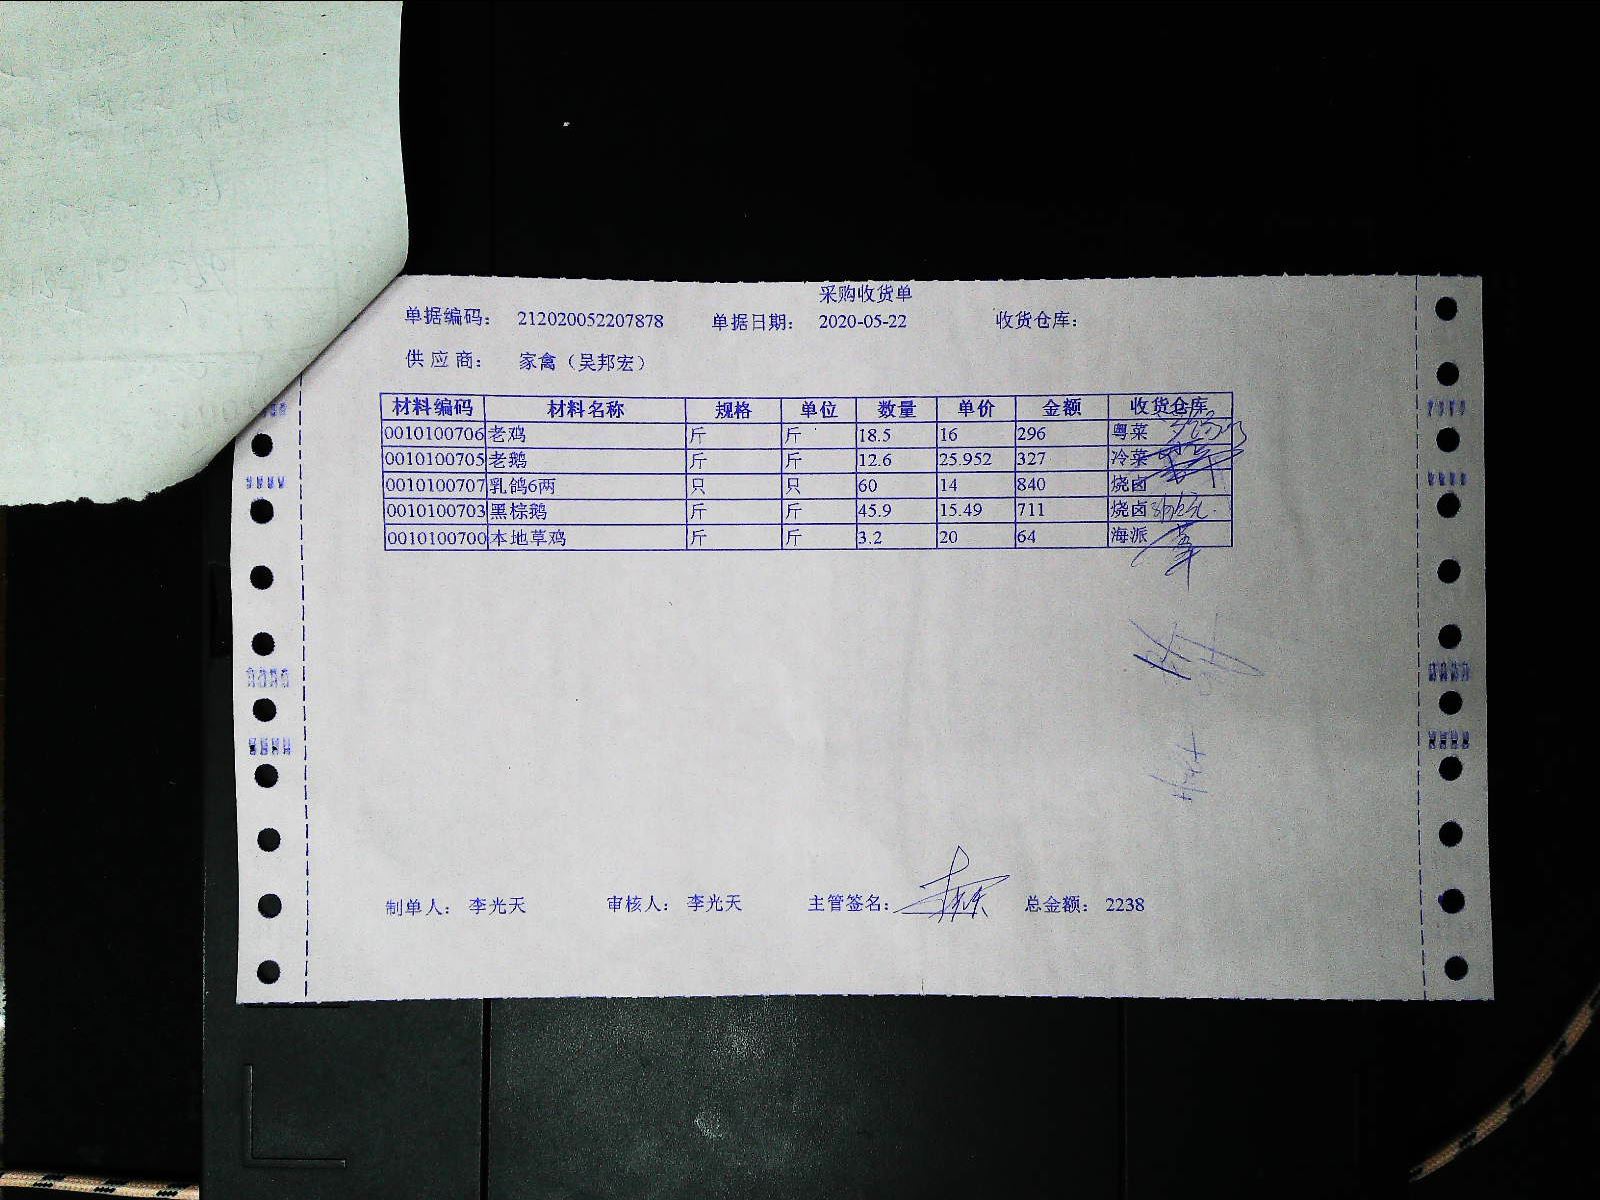 采购收货单
单据编码: 212020052207878 单据日期: 2020-05-22 收货仓库:
供应商: 家禽（吴邦宏）
材料编码 材料名称 规格 单位 数量 单价 金额 收货仓库
0010100706 老鸡 斤 斤 18.5 16 296 粤菜
0010100705 老鹅 斤 斤 12.6 25.952 327 冷菜
0010100707 乳鸽6两 只 只 60 14 840 烧卤
0010100703 黑棕鹅 斤 斤 45.9 15.49 711 烧卤
0010100700 本地草鸡 斤 斤 3.2 20 64 海派
制单人: 李光天 审核人: 李光天 主管签名: 总金额: 2238